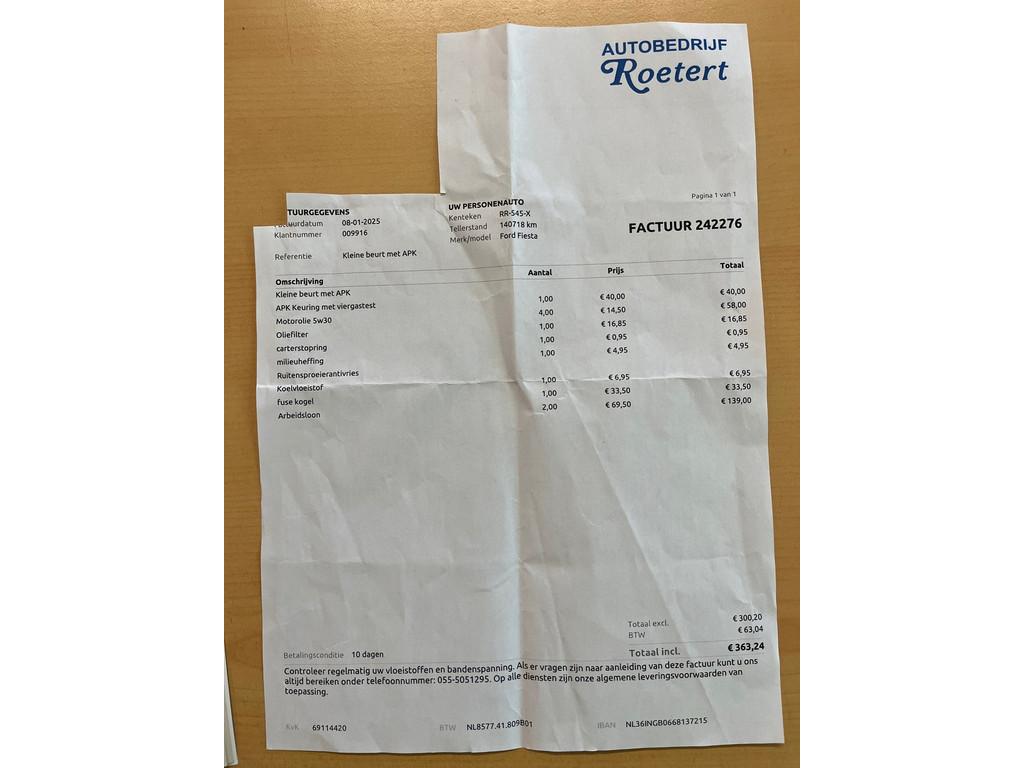 AUTOBEDRIJF
Roetert
Pagina 1 van 1
TUURGEGEVENS
UW PERSONENAUTO
Factuurdatum 08-01-2025
Kenteken RR-545-X
Klantnummer 009916
Tellerstand 140718 km
FACTUUR 242276
Merk/model Ford Fiesta
Referentie Kleine beurt met APK
Omschrijving Aantal Prijs Totaal
Kleine beurt met APK
APK Keuring met viergastest 1,00 € 40,00 € 40,00
Motorolie 5w30 4,00 € 14,50 € 58,00
Oliefilter 1,00 € 16,85 € 16,85
carterstopring 1,00 € 0,95 € 0,95
milieuheffing 1,00 € 4,95 € 4,95
Ruitensproeierantivries
Koelvloeistof 1,00 € 6,95 € 6,95
fuse kogel 1,00 € 33,50 € 33,50
Arbeidsloon 2,00 € 69,50 € 139,00
Totaal excl. € 300,20
BTW € 63,04
Betalingsconditie 10 dagen
Totaal incl. € 363,24
Controleer regelmatig uw vloeistoffen en bandenspanning. Als er vragen zijn naar aanleiding van deze factuur kunt u ons
altijd bereiken onder telefoonnummer: 055-5051295. Op alle diensten zijn onze algemene leveringsvoorwaarden van
toepassing.
KvK 69114420 BTW NL8577.41.809B01 IBAN NL36INGB0668137215